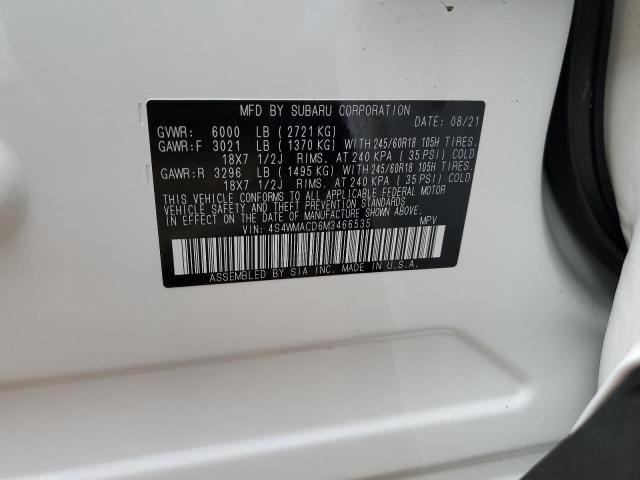 MFD BY SUBARU CORPORATION
DATE: 08/21
GVWR: 6000 LB ( 2721 KG)
GAWR:F 3021 LB ( 1370 KG) WITH 245/60R18 105H TIRES.
18X7 1/2J RIMS. AT 240 KPA ( 35 PSI) COLD
GAWR:R 3296 LB ( 1495 KG) WITH 245/60R18 105H TIRES.
18X7 1/2J RIMS. AT 240 KPA ( 35 PSI) COLD
THIS VEHICLE CONFORMS TO ALL APPLICABLE FEDERAL MOTOR
VEHICLE SAFETY AND THEFT PREVENTION STANDARDS
IN EFFECT ON THE DATE OF MANUFACTURE SHOWN ABOVE.
VIN: 4S4WMACD6M3466535 MPV
ASSEMBLED BY SIA INC. MADE IN U.S.A.